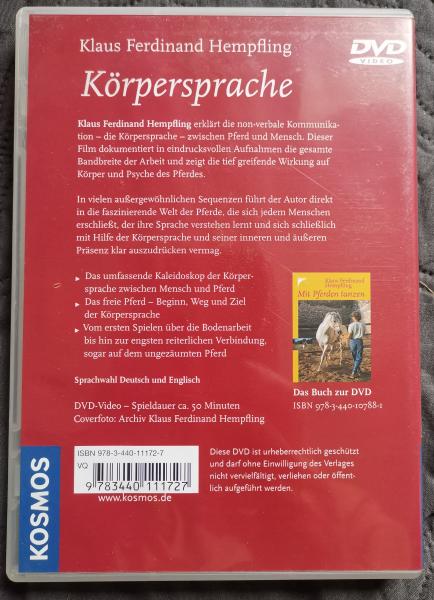 Klaus Ferdinand Hempfling
DVD
VIDEO
Körpersprache
Klaus Ferdinand Hempfling erklärt die non-verbale Kommunika-
tion – die Körpersprache – zwischen Pferd und Mensch. Dieser
Film dokumentiert in eindrucksvollen Aufnahmen die gesamte
Bandbreite der Arbeit und zeigt die tief greifende Wirkung auf
Körper und Psyche des Pferdes.
In vielen außergewöhnlichen Sequenzen führt der Autor direkt
in die faszinierende Welt der Pferde, die sich jedem Menschen
erschließt, der ihre Sprache verstehen lernt und sich schließlich
mit Hilfe der Körpersprache und seiner inneren und äußeren
Präsenz klar auszudrücken vermag.
Das umfassende Kaleidoskop der Körper-
sprache zwischen Mensch und Pferd
Das freie Pferd – Beginn, Weg und Ziel
der Körpersprache
Vom ersten Spielen über die Bodenarbeit
bis hin zur engsten reiterlichen Verbindung,
sogar auf dem ungezäumten Pferd
Klaus Ferdinand
Hempfling
Mit Pferden tanzen
Das Buch zur DVD
ISBN 978-3-440-10788-1
Sprachwahl Deutsch und Englisch
DVD-Video – Spieldauer ca. 50 Minuten
Coverfoto: Archiv Klaus Ferdinand Hempfling
KOSMOS
ISBN 978-3-440-11172-7
VQ
9 783440 111727
www.kosmos.de
Diese DVD ist urheberrechtlich geschützt
und darf ohne Einwilligung des Verlages
nicht vervielfältigt, verliehen oder öffent-
lich aufgeführt werden.